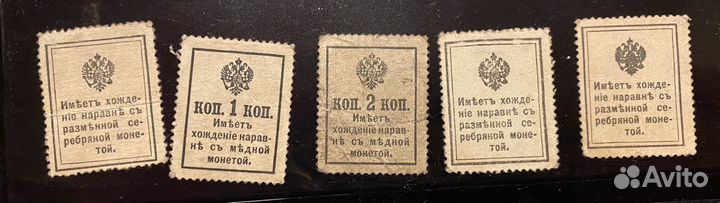 Имѣетъ хожде-
ніе наравнѣ съ
размѣнной се-
ребряной моне-
той.
КОП. 1 КОП.
Имѣетъ
хожденіе нарав-
нѣ съ мѣдной
монетой.
КОП. 2 КОП.
Имѣетъ
хожденіе нарав-
нѣ съ мѣдной
монетой.
Имѣетъ хожде-
ніе наравнѣ съ
размѣнной се-
ребряной моне-
той.
Имѣетъ хожде-
ніе наравнѣ съ
размѣнной се-
ребряной моне-
той.
Avito